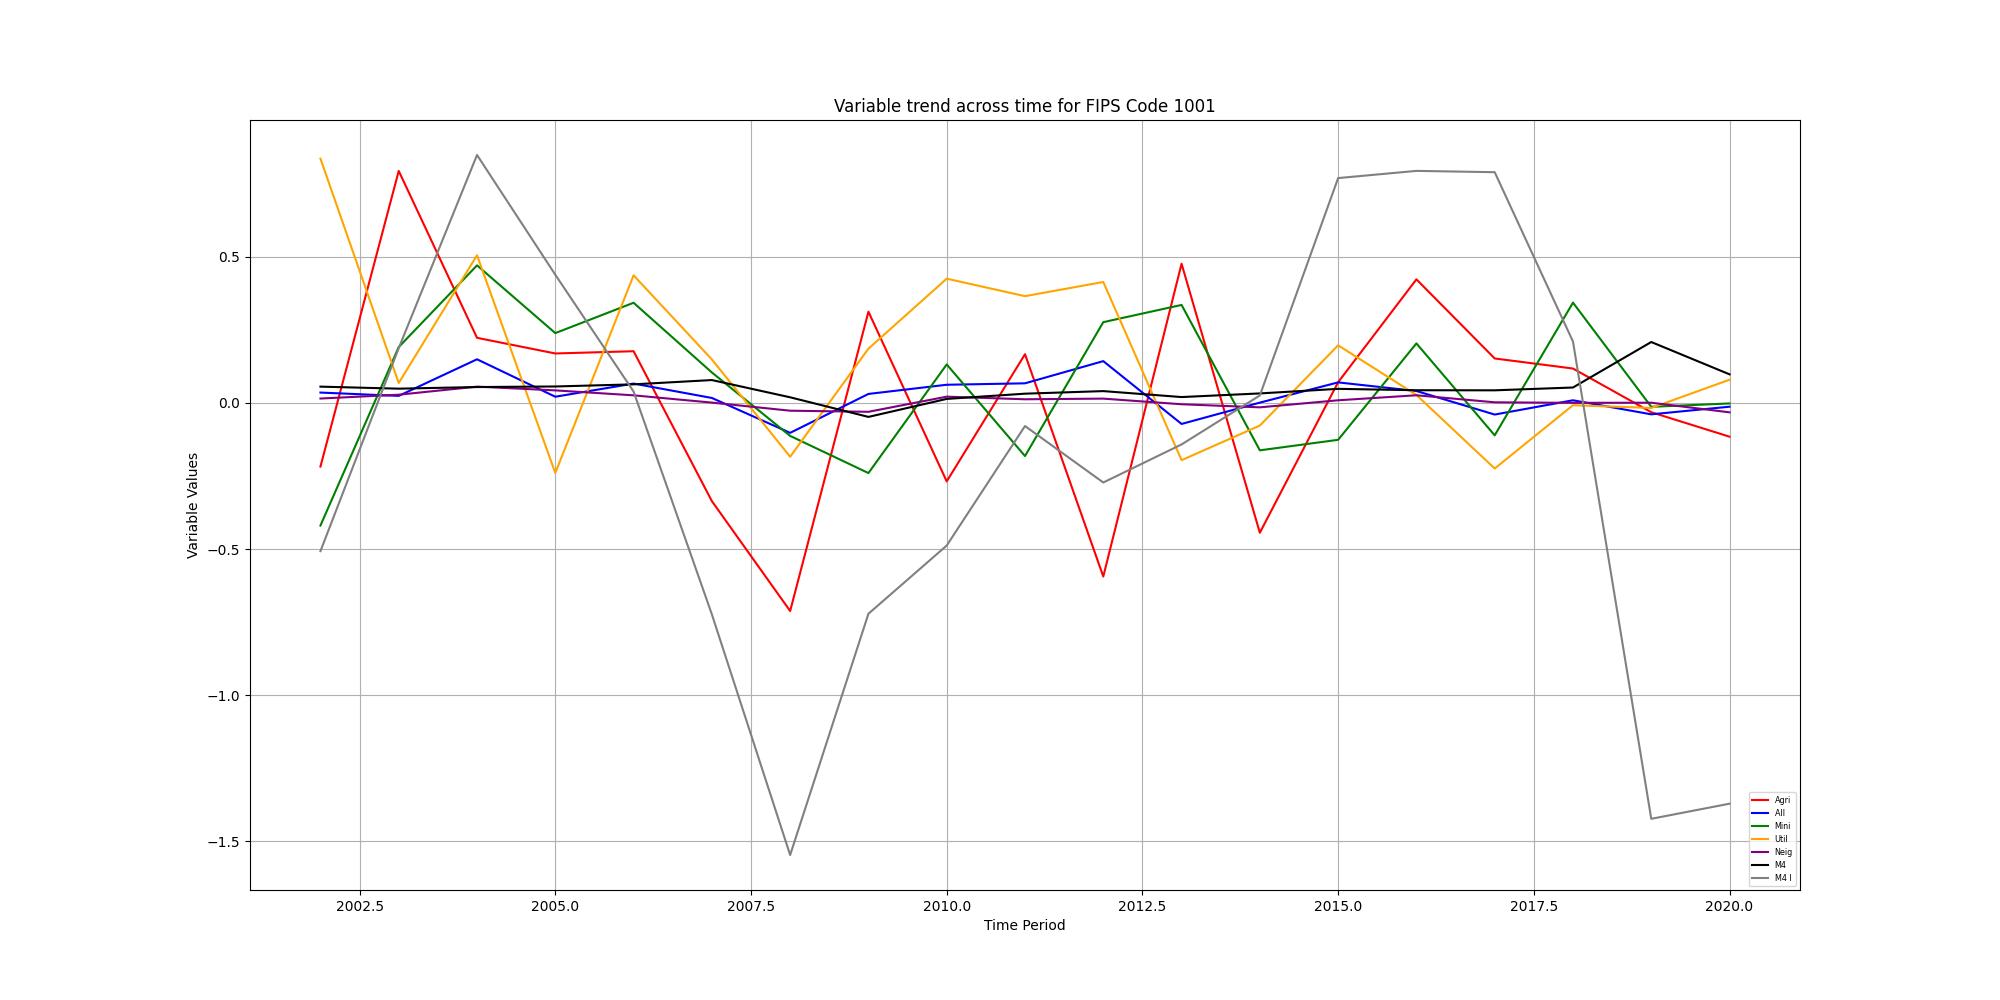 Variable trend across time for FIPS Code 1001
Variable Values
0.5
0.0
−0.5
−1.0
−1.5
2002.5 2005.0 2007.5 2010.0 2012.5 2015.0 2017.5 2020.0
Time Period
Agri
All
Mini
Util
Neig
M4
M4 I